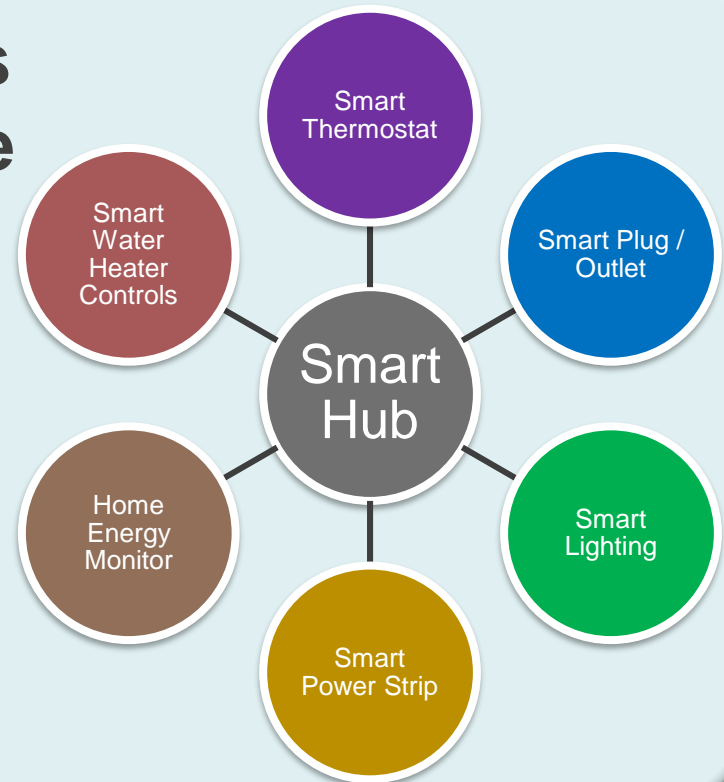 Smart
Thermostat
Smart
Water
Heater
Controls
Smart Plug /
Outlet
Smart
Hub
Home
Energy
Monitor
Smart
Lighting
Smart
Power Strip